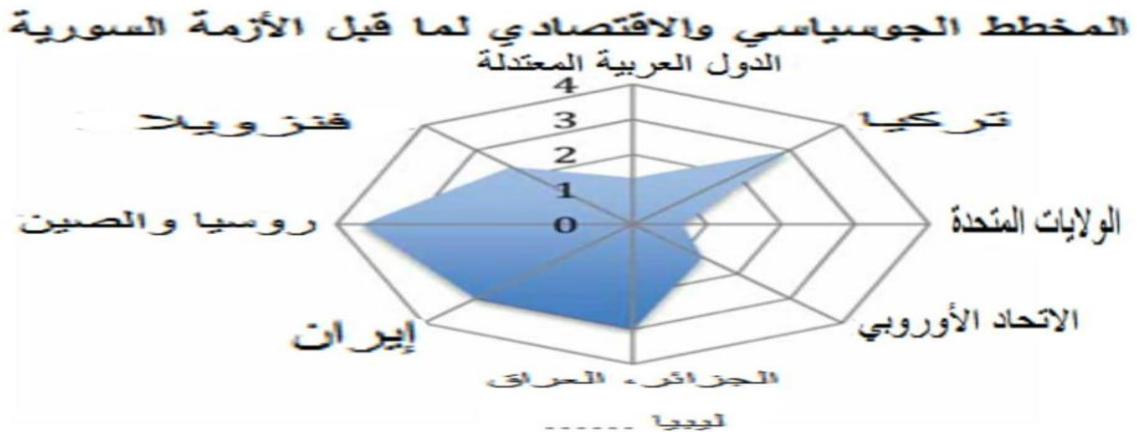 المخطط الجوسياسي والاقتصادي لما قبل الأزمة السورية
الدول العربية المعتدلة
4
3
2
1
0
تركيا
الولايات المتحدة
الاتحاد الأوروبي
الجزائر، العراق
ليبيا ......
إيران
روسيا والصين
فنزويلا